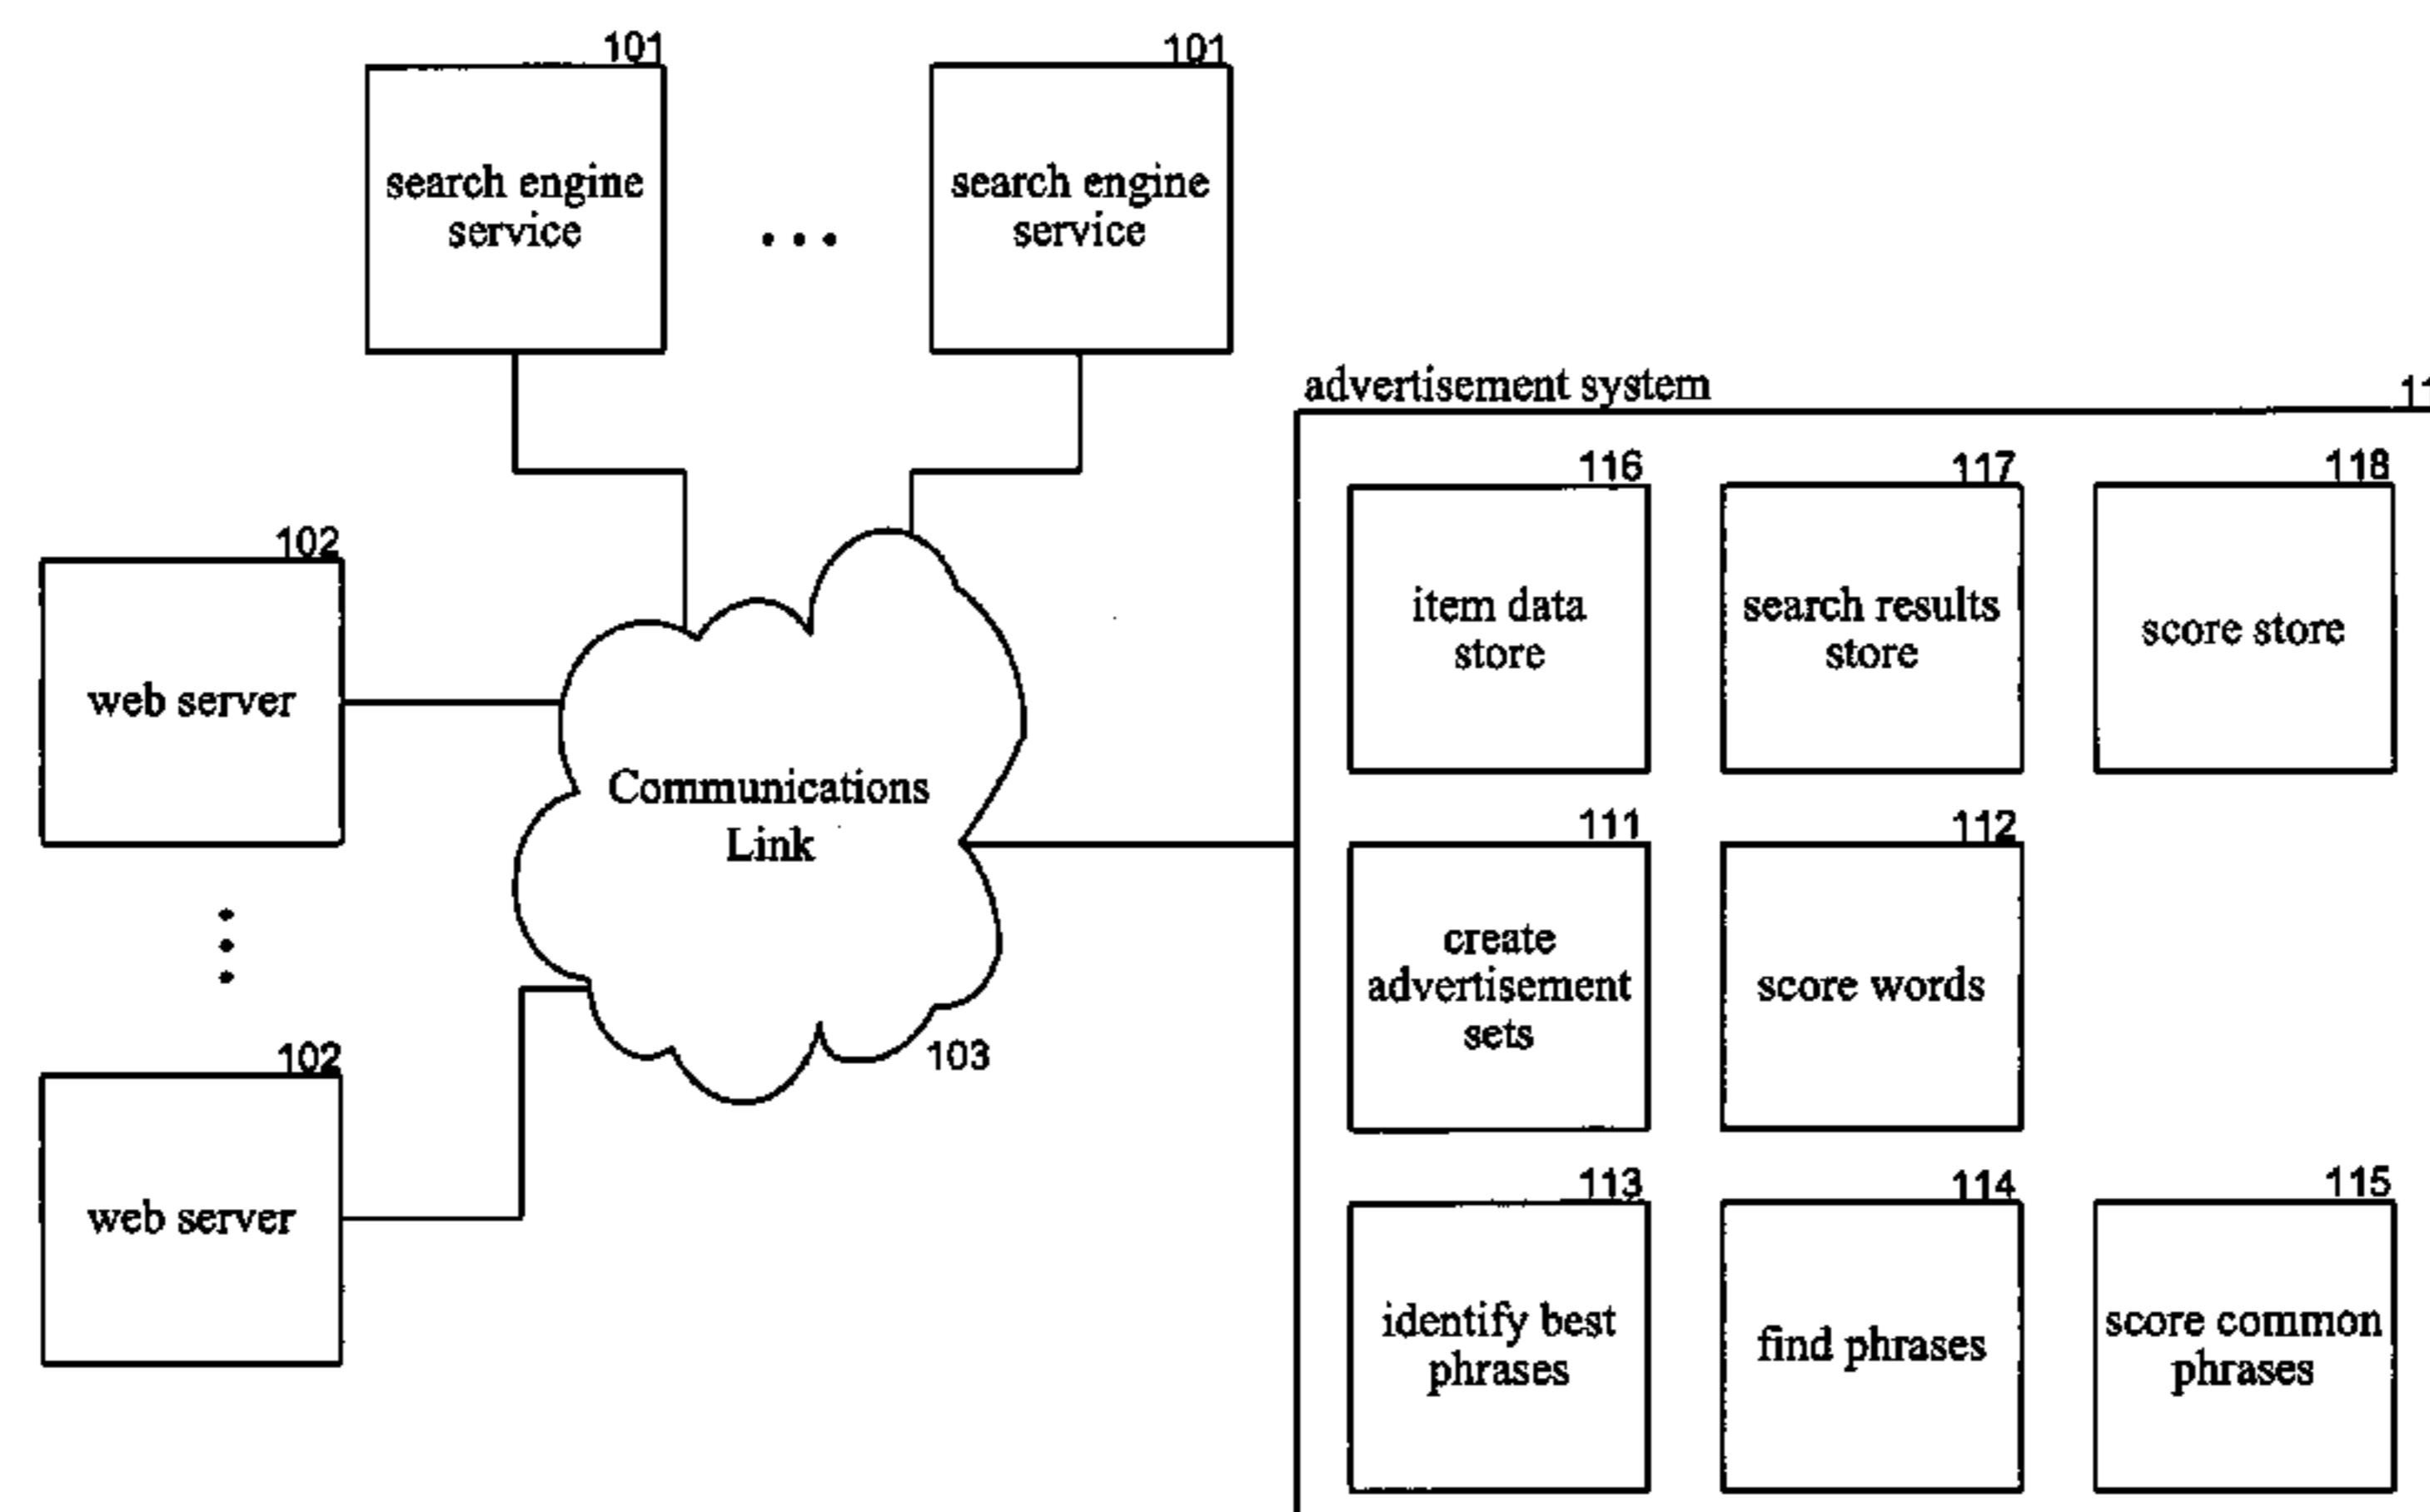 101
101
search engine
service
...
search engine
service
advertisement system
11
116
117
118
item data
store
search results
store
score store
102
web server
Communications
Link
103
111
112
create
advertisement
sets
score words
102
web server
113
114
115
identify best
phrases
find phrases
score common
phrases